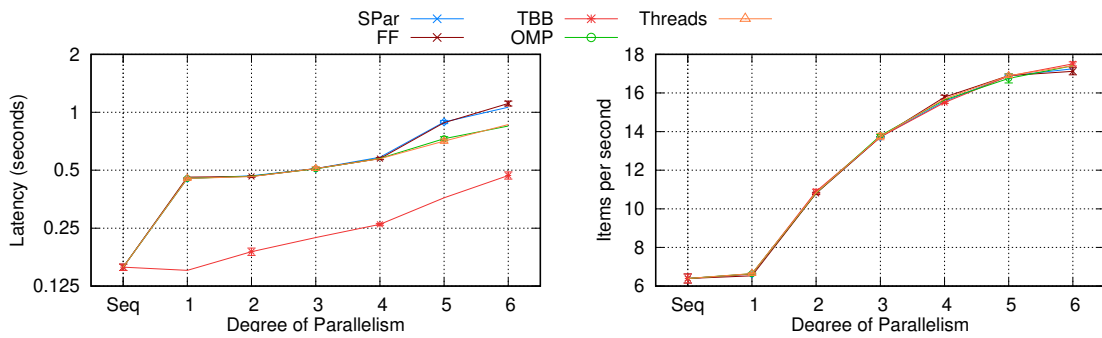 SPar TBB Threads
FF OMP
2
1
0.5
0.25
0.125
Latency (seconds)
Seq 1 2 3 4 5 6
Degree of Parallelism
18
16
14
12
10
8
6
Items per second
Seq 1 2 3 4 5 6
Degree of Parallelism